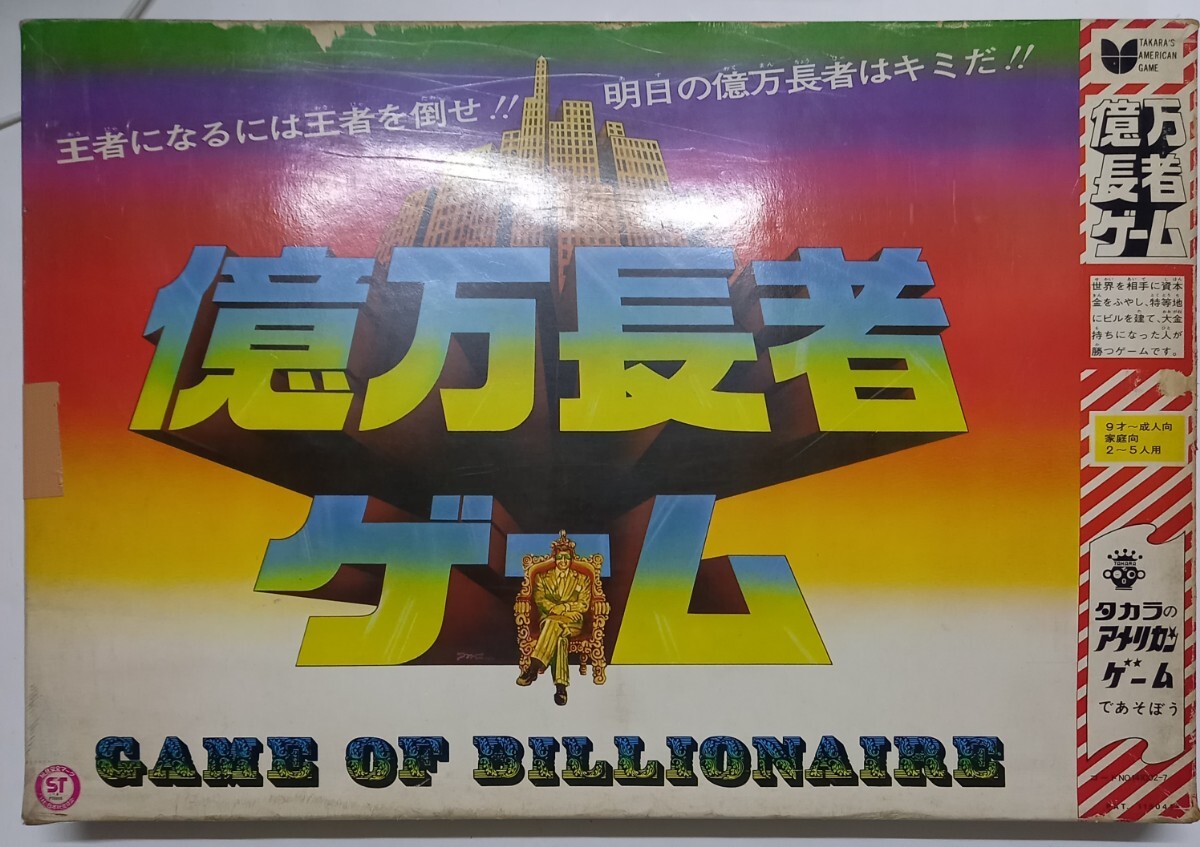 王者になるには王者を倒せ!!
明日の億万長者はキミだ!!
億万長者
ゲーム
GAME OF BILLIONAIRE
ST
TAKARA'S
AMERICAN
GAME
億万
長者
ゲーム
世界を相手に資本
金をふやし、特等地
にビルを建て、大金
持ちになった人が
勝つゲームです。
9才〜成人向
家庭向
2〜5人用
TAKARA
タカラの
アメリカン
ゲーム
であそぼう